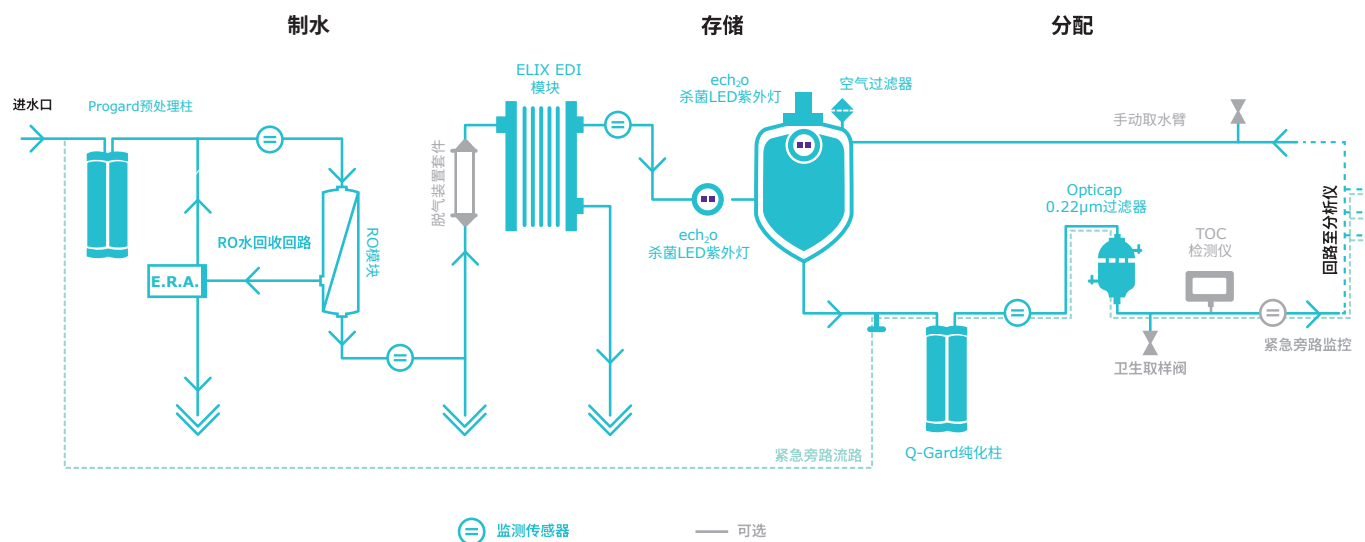 制水
存储
分配
进水口
Progard预处理柱
ELIX EDI
模块
ech₂o
杀菌LED紫外灯
空气过滤器
手动取水臂
脱气装置套件
RO水回收回路
RO模块
E.R.A.
ech₂o
杀菌LED紫外灯
Opticap
0.22μm过滤器
TOC
检测仪
回路至分析仪
紧急旁路监控
卫生取样阀
紧急旁路流路
Q-Gard纯化柱
监测传感器
可选